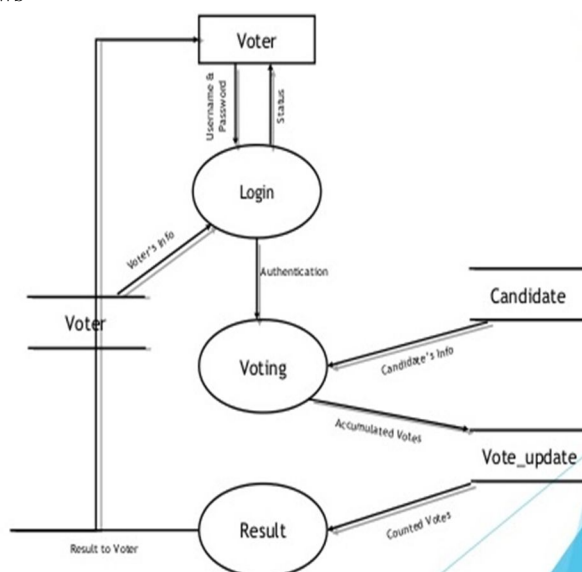 Voter
Username &
Password
Status
Login
Voter's Info
Authentication
Voter
Candidate
Voting
Candidate's Info
Accumulated Votes
Vote_update
Result
Counted Votes
Result to Voter